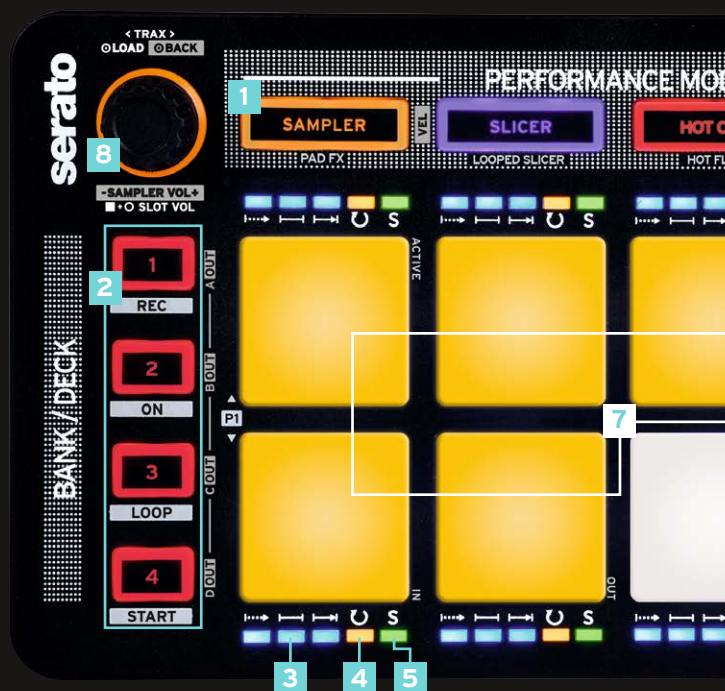 < TRAX >
LOAD BACK
serato
8
-SAMPLER VOL+
+ SLOT VOL
1
PERFORMANCE MO
SAMPLER
VEL
SLICER
HOT C
PAD FX
LOOPED SLICER
HOT FL
S
S
2
BANK / DECK
1
REC
A OUT
2
ON
B OUT
3
LOOP
C OUT
4
START
D OUT
P1
ACTIVE
7
IN
OUT
S
S
3
4
5